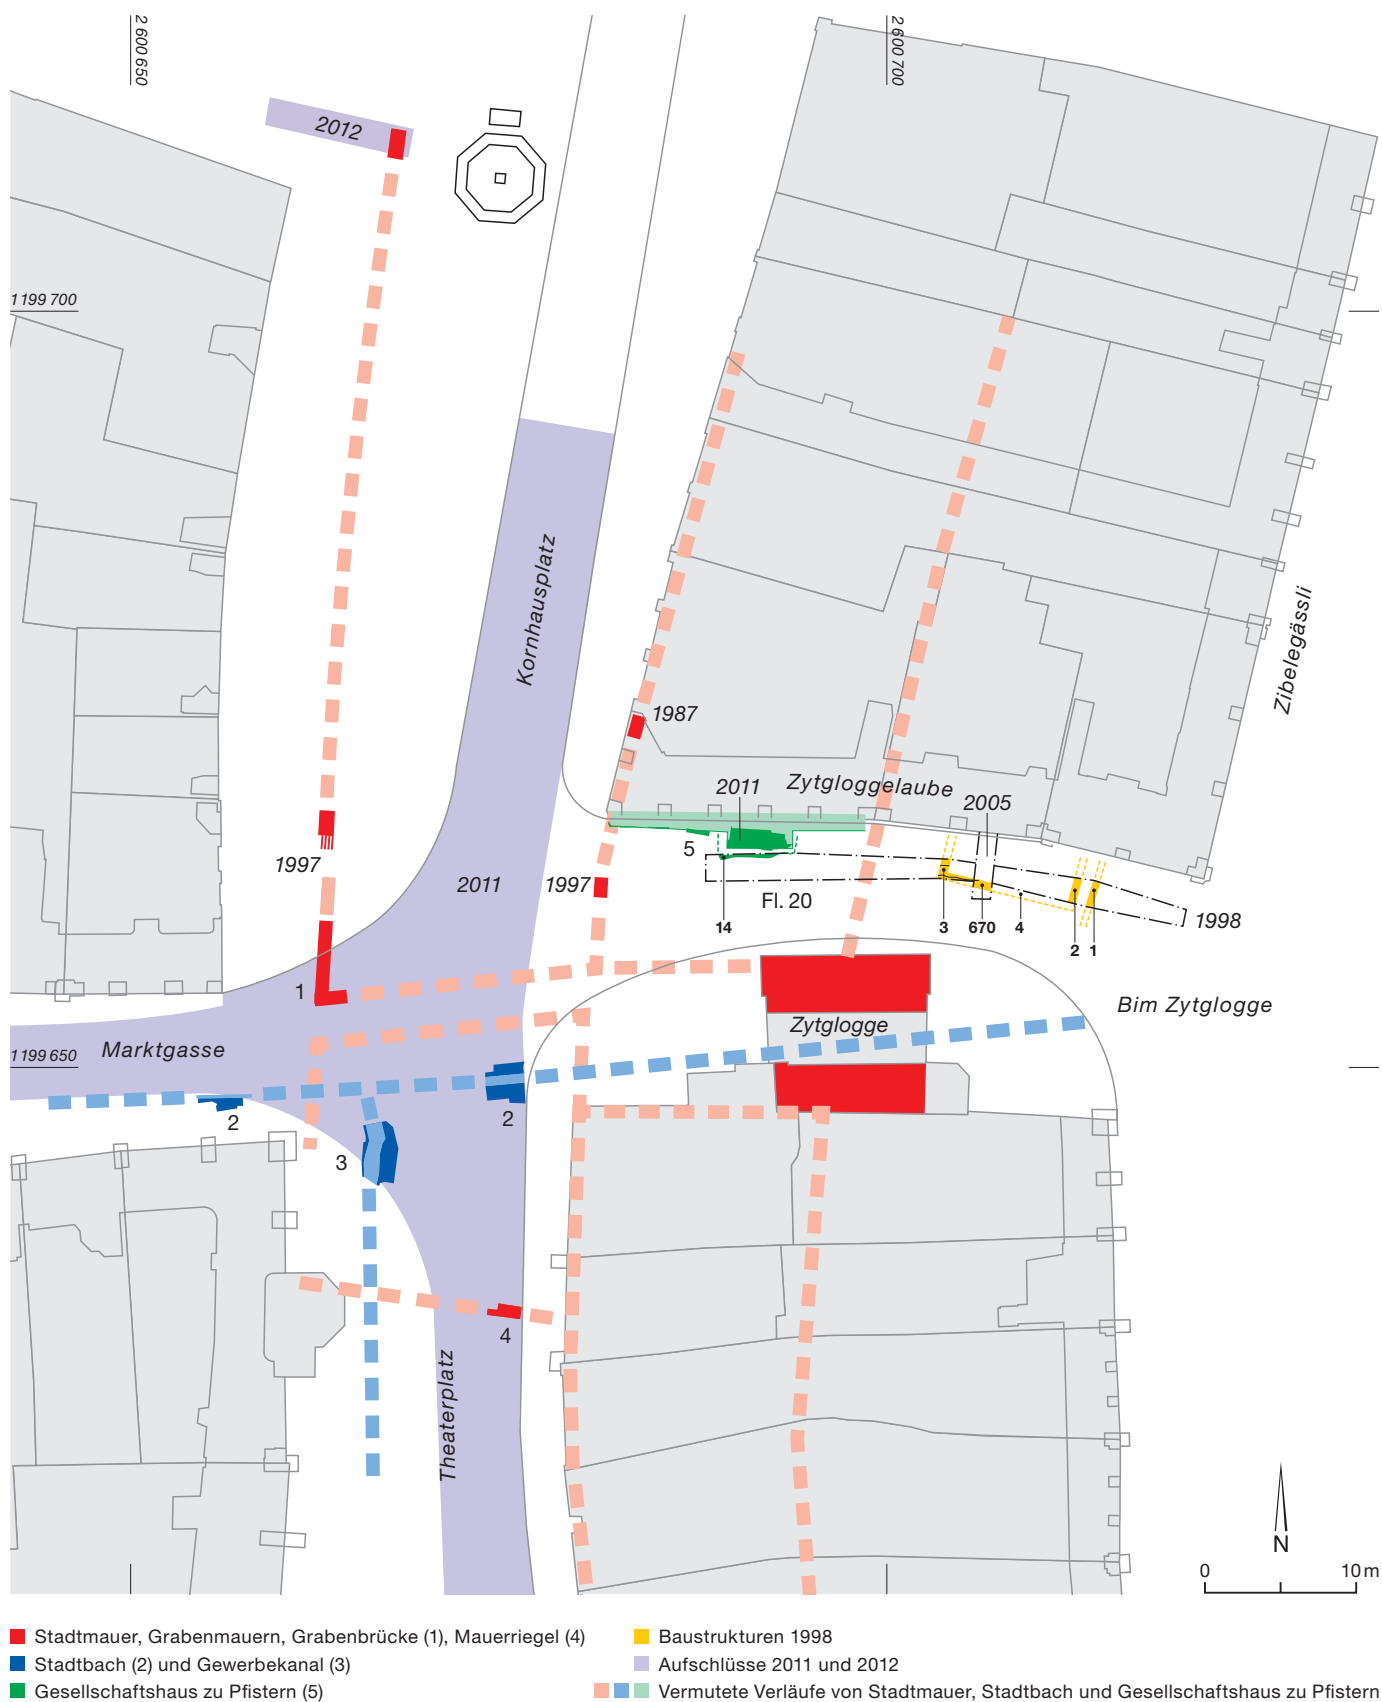 2 600 650
2 600 700
2012
1 199 700
Kornhausplatz
Zibelegässli
1987
2011
Zytgloggelaube
2005
1997
2011
1997
5
Fl. 20
14
3
670
4
2
1
1998
1
Bim Zytglogge
Zytglogge
1 199 650
Marktgasse
2
2
3
4
Theaterplatz
N
0
10 m
Stadtmauer, Grabenmauern, Grabenbrücke (1), Mauerriegel (4)
Stadtbach (2) und Gewerbekanal (3)
Gesellschaftshaus zu Pfistern (5)
Baustrukturen 1998
Aufschlüsse 2011 und 2012
Vermutete Verläufe von Stadtmauer, Stadtbach und Gesellschaftshaus zu Pfistern